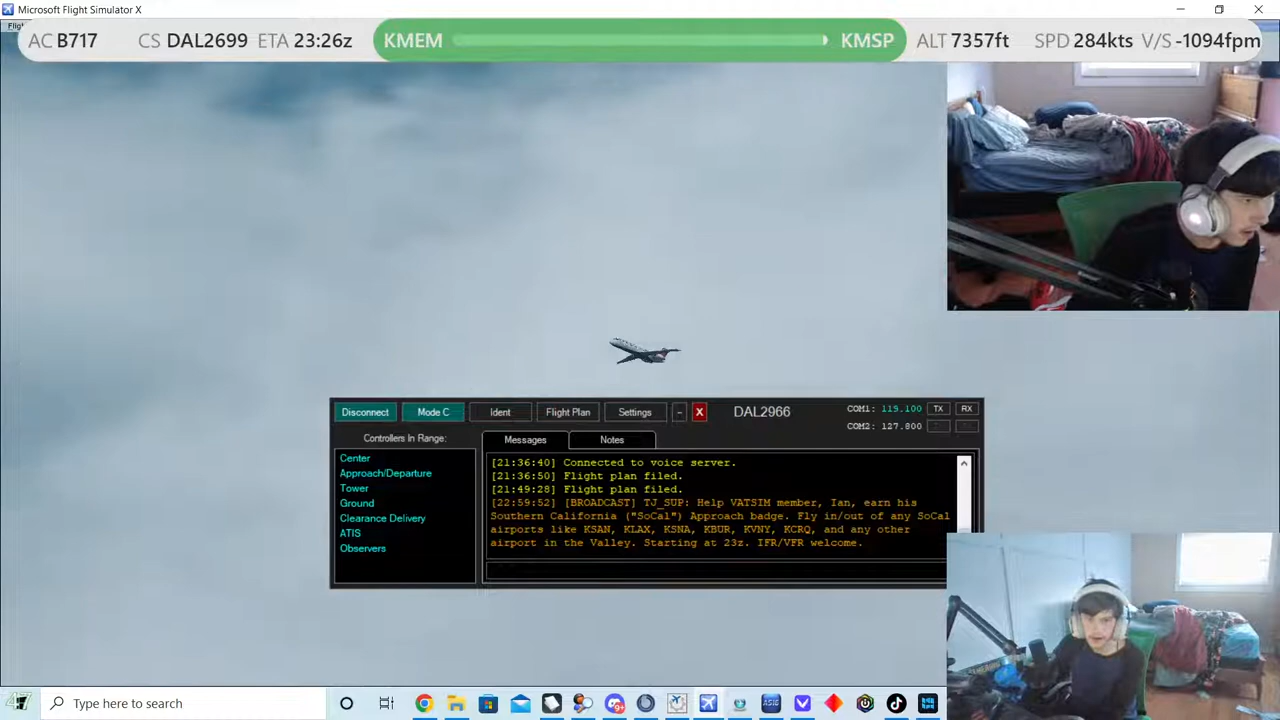 Microsoft Flight Simulator X
AC B717 CS DAL2699 ETA 23:26z KMEM KMSP ALT 7357ft SPD 284kts V/S -1094fpm
Disconnect Mode C Ident Flight Plan Settings - X DAL2966 COM1: 119.100 TX RX
COM2: 127.800
Controllers In Range:
Center
Approach/Departure
Tower
Ground
Clearance Delivery
ATIS
Observers
Messages Notes
[21:36:40] Connected to voice server.
[21:36:50] Flight plan filed.
[21:49:28] Flight plan filed.
[22:59:52] [BROADCAST] TJ_SUP: Help VATSIM member, Ian, earn his
Southern California ("SoCal") Approach badge. Fly in/out of any SoCal
airports like KSAN, KLAX, KSNA, KBUR, KVNY, KCRQ, and any other
airport in the Valley. Starting at 23z. IFR/VFR welcome.
Type here to search